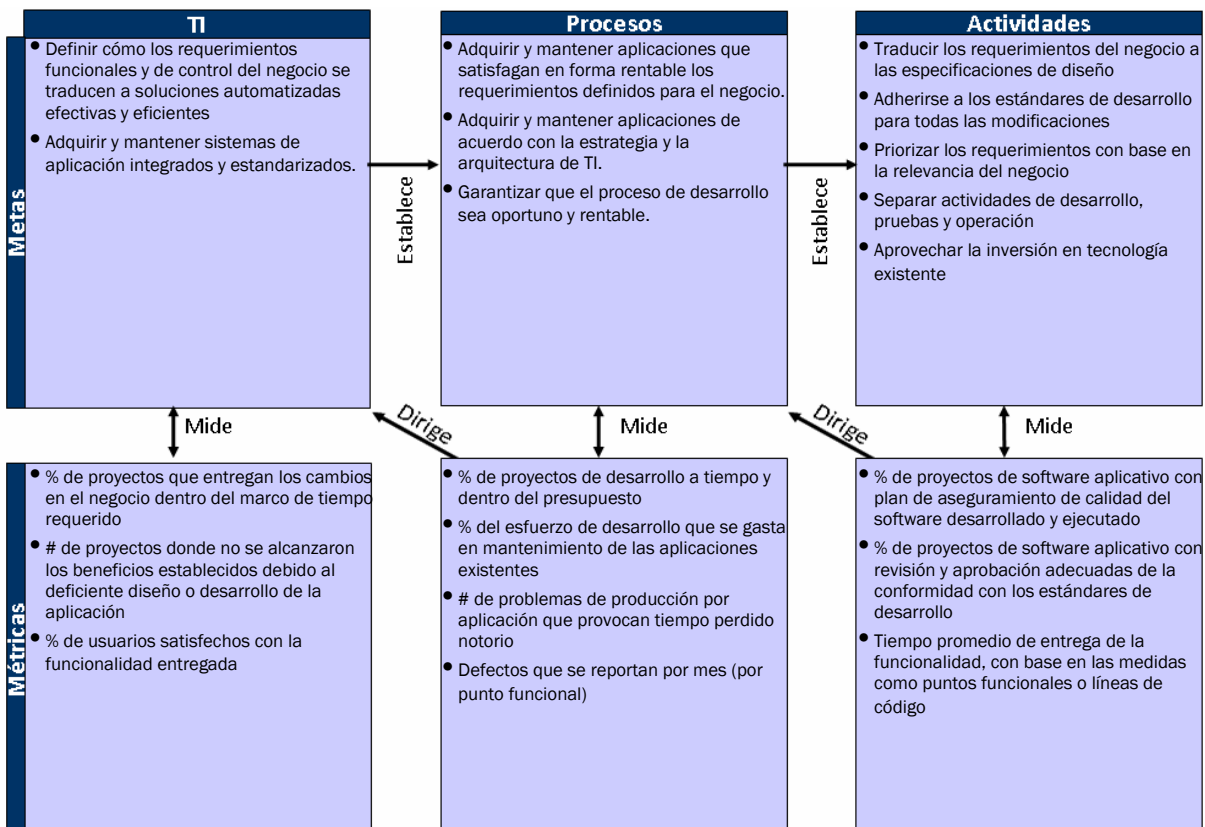 TI
Procesos
Actividades
Metas
• Definir cómo los requerimientos
funcionales y de control del negocio se
traducen a soluciones automatizadas
efectivas y eficientes
• Adquirir y mantener sistemas de
aplicación integrados y estandarizados.
Establece
• Adquirir y mantener aplicaciones que
satisfagan en forma rentable los
requerimientos definidos para el negocio.
• Adquirir y mantener aplicaciones de
acuerdo con la estrategia y la
arquitectura de TI.
• Garantizar que el proceso de desarrollo
sea oportuno y rentable.
Establece
• Traducir los requerimientos del negocio a
las especificaciones de diseño
• Adherirse a los estándares de desarrollo
para todas las modificaciones
• Priorizar los requerimientos con base en
la relevancia del negocio
• Separar actividades de desarrollo,
pruebas y operación
• Aprovechar la inversión en tecnología
existente
Mide
Dirige
Mide
Dirige
Mide
Métricas
• % de proyectos que entregan los cambios
en el negocio dentro del marco de tiempo
requerido
• # de proyectos donde no se alcanzaron
los beneficios establecidos debido al
deficiente diseño o desarrollo de la
aplicación
• % de usuarios satisfechos con la
funcionalidad entregada
• % de proyectos de desarrollo a tiempo y
dentro del presupuesto
• % del esfuerzo de desarrollo que se gasta
en mantenimiento de las aplicaciones
existentes
• # de problemas de producción por
aplicación que provocan tiempo perdido
notorio
• Defectos que se reportan por mes (por
punto funcional)
• % de proyectos de software aplicativo con
plan de aseguramiento de calidad del
software desarrollado y ejecutado
• % de proyectos de software aplicativo con
revisión y aprobación adecuadas de la
conformidad con los estándares de
desarrollo
• Tiempo promedio de entrega de la
funcionalidad, con base en las medidas
como puntos funcionales o líneas de
código